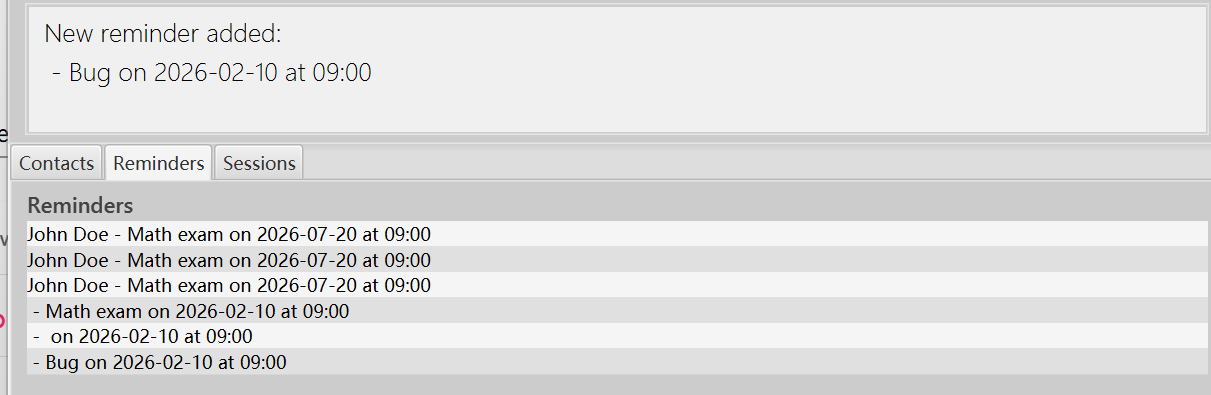 New reminder added:
- Bug on 2026-02-10 at 09:00
Contacts
Reminders
Sessions
Reminders
John Doe - Math exam on 2026-07-20 at 09:00
John Doe - Math exam on 2026-07-20 at 09:00
John Doe - Math exam on 2026-07-20 at 09:00
- Math exam on 2026-02-10 at 09:00
-  on 2026-02-10 at 09:00
- Bug on 2026-02-10 at 09:00